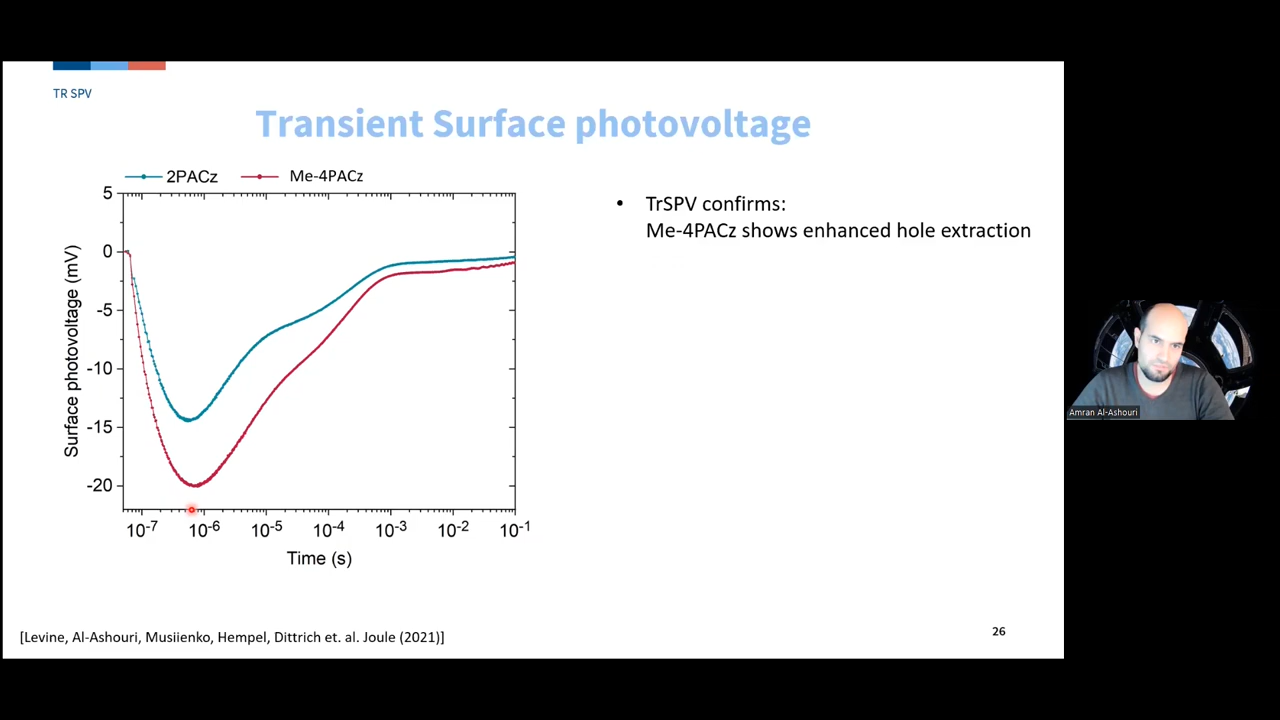 TR SPV
Transient Surface photovoltage
2PACz
Me-4PACz
5
0
-5
-10
-15
-20
Surface photovoltage (mV)
10⁻⁷
10⁻⁶
10⁻⁵
10⁻⁴
10⁻³
10⁻²
10⁻¹
Time (s)
• TrSPV confirms:
Me-4PACz shows enhanced hole extraction
Amran Al-Ashouri
[Levine, Al-Ashouri, Musiienko, Hempel, Dittrich et. al. Joule (2021)]
26